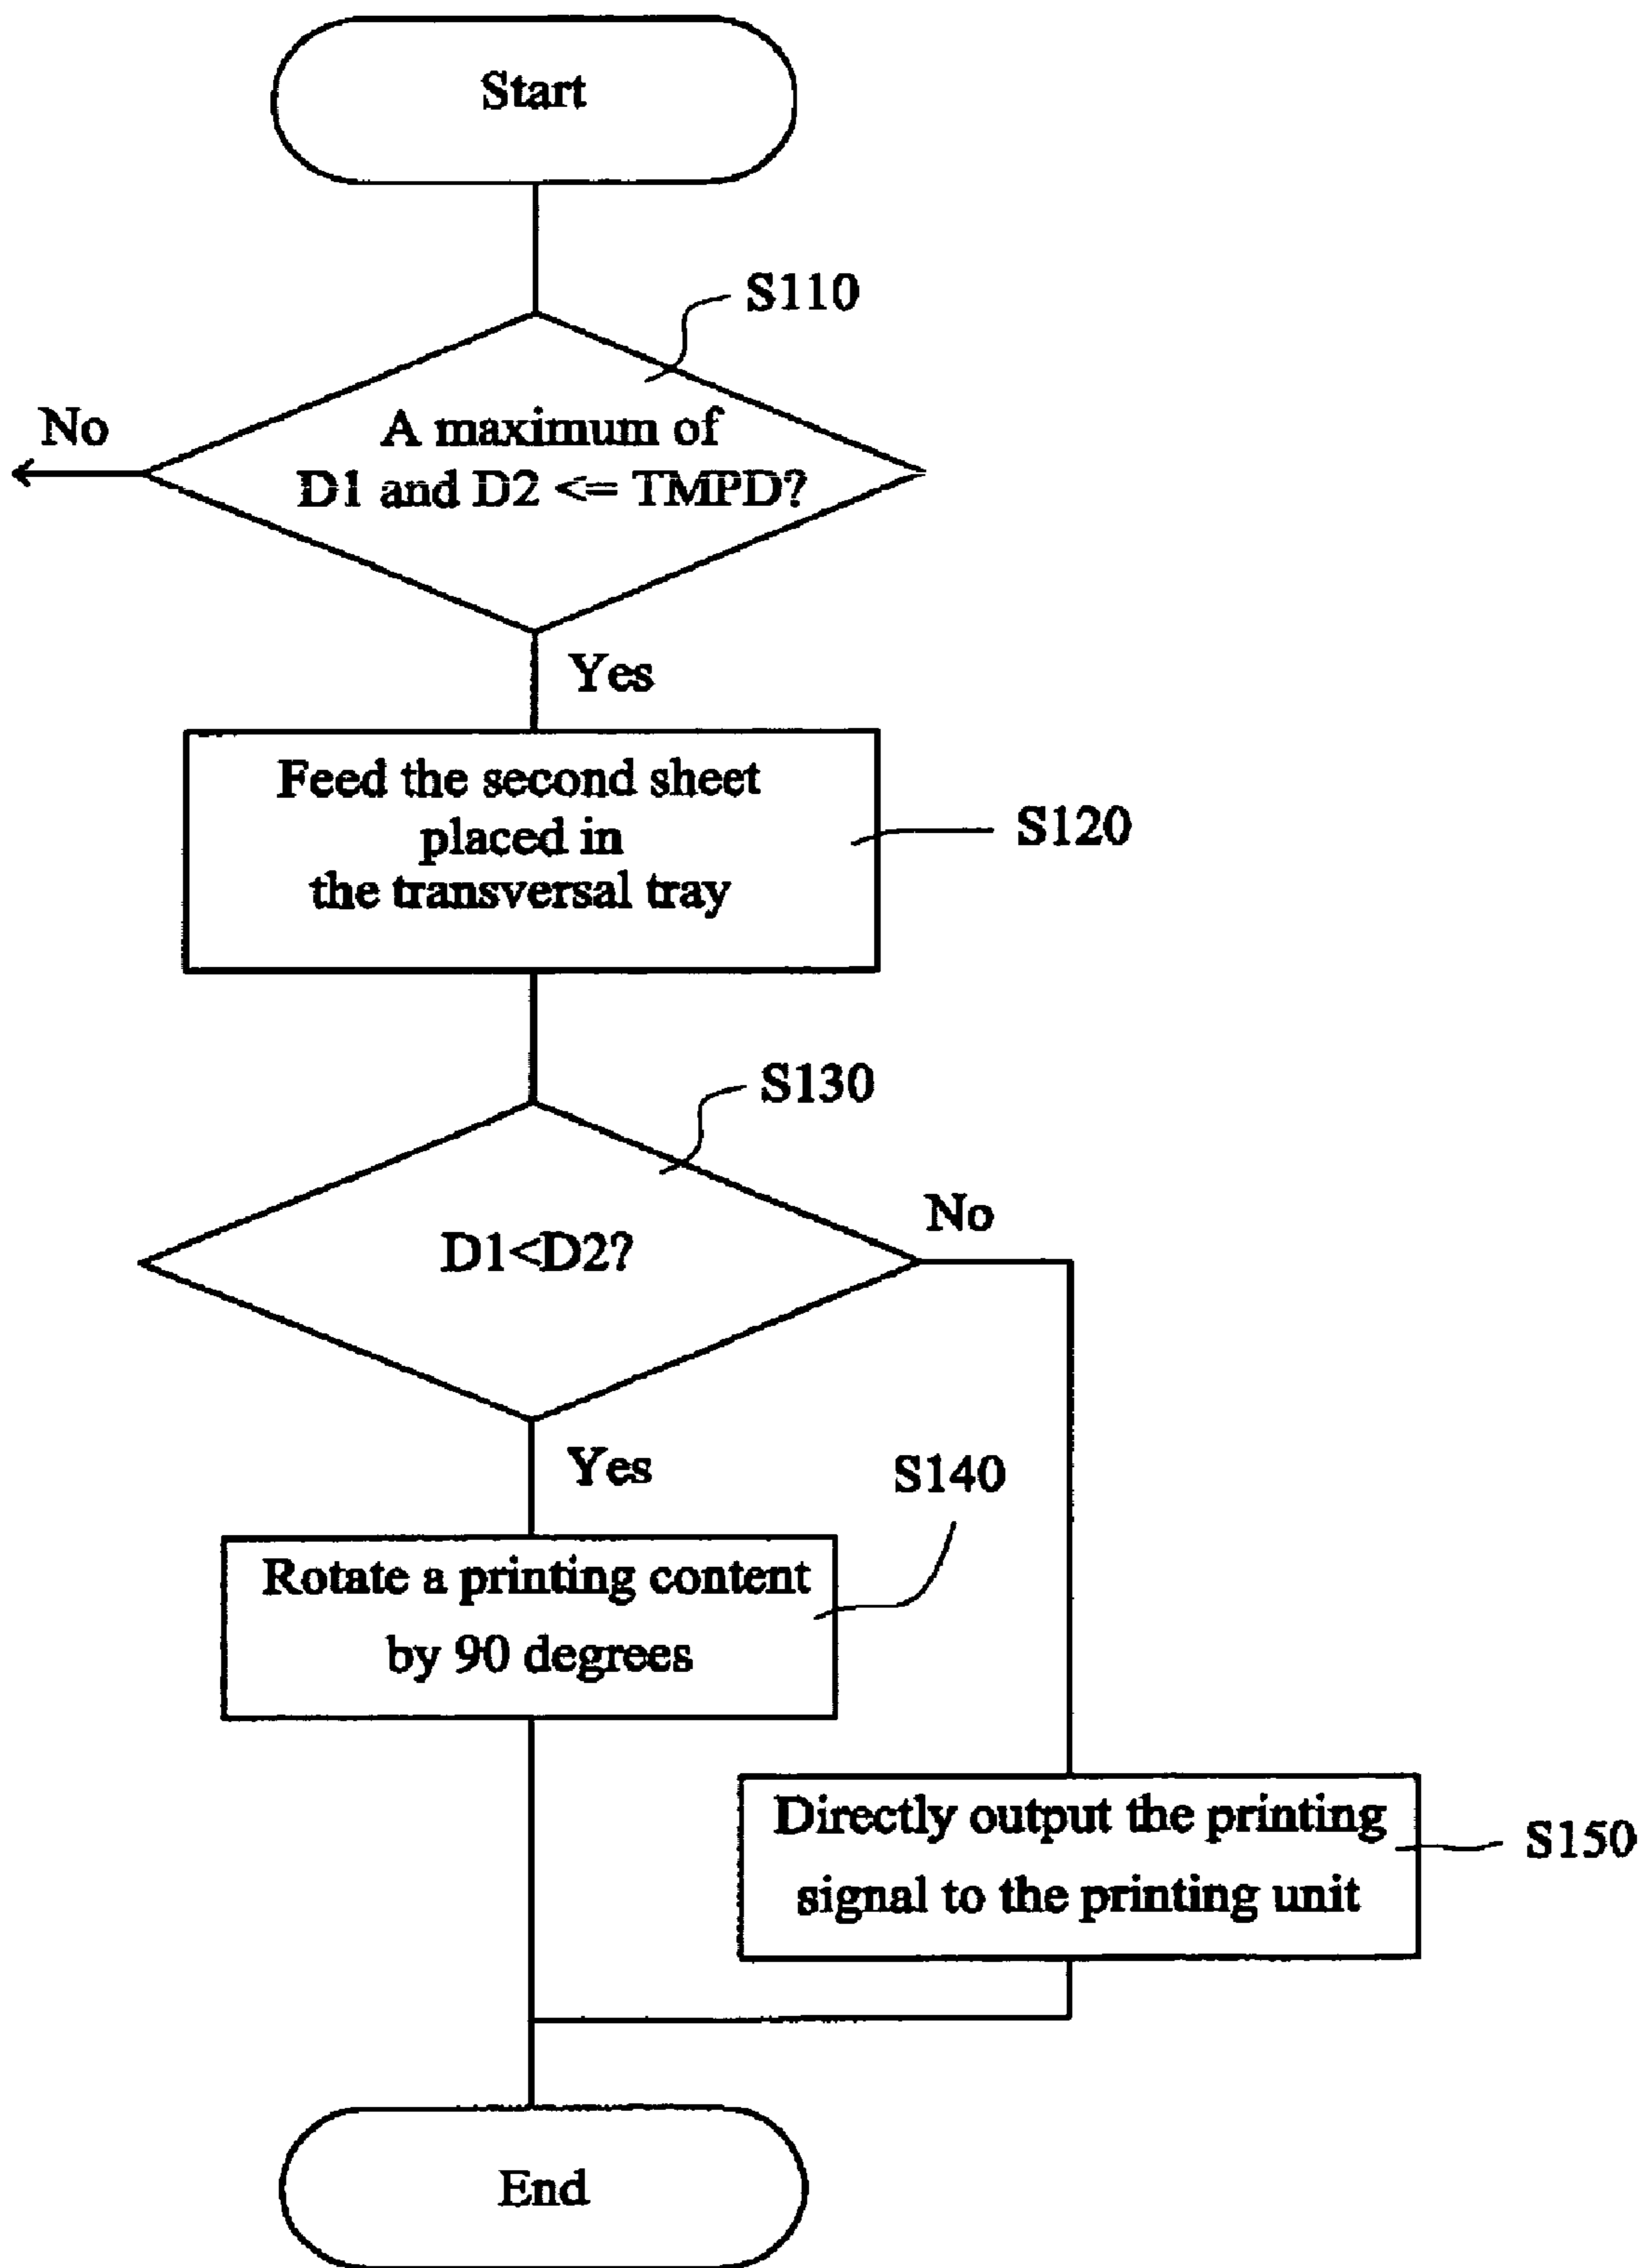 Start
S110
No
A maximum of
D1 and D2 <= TMPD?
Yes
Feed the second sheet
placed in
the transversal tray
S120
S130
No
D1<D2?
Yes
S140
Rotate a printing content
by 90 degrees
Directly output the printing
signal to the printing unit
S150
End